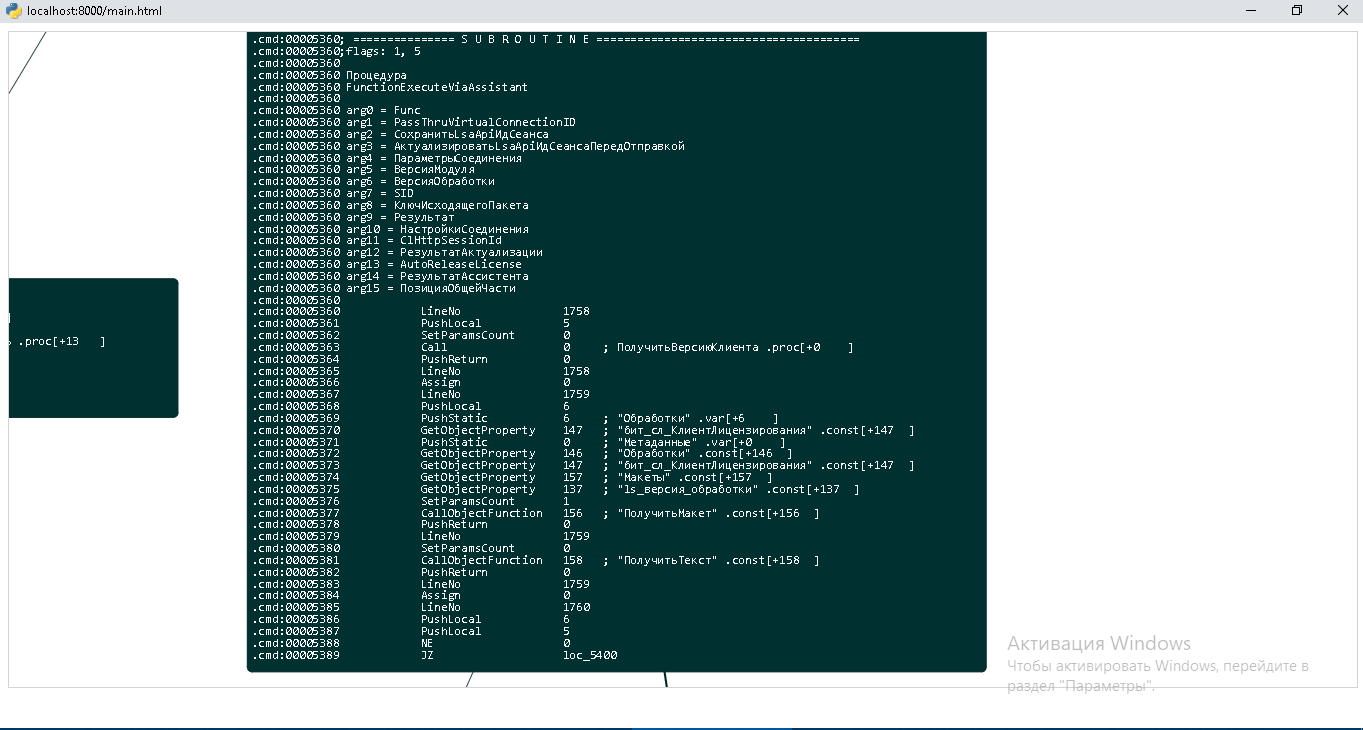 localhost:8000/main.html
.cmd:00005360; =============== S U B R O U T I N E =======================================
.cmd:00005360;flags: 1, 5
.cmd:00005360
.cmd:00005360 Процедура
.cmd:00005360 FunctionExecuteViaAssistant
.cmd:00005360
.cmd:00005360 arg0 = Func
.cmd:00005360 arg1 = PassThruVirtualConnectionID
.cmd:00005360 arg2 = СохранитьLsaApiИдСеанса
.cmd:00005360 arg3 = АктуализироватьLsaApiИдСеансаПередОтправкой
.cmd:00005360 arg4 = ПараметрыСоединения
.cmd:00005360 arg5 = ВерсияМодуля
.cmd:00005360 arg6 = ВерсияОбработки
.cmd:00005360 arg7 = SID
.cmd:00005360 arg8 = КлючИсходящегоПакета
.cmd:00005360 arg9 = Результат
.cmd:00005360 arg10 = НастройкиСоединения
.cmd:00005360 arg11 = ClHttpSessionId
.cmd:00005360 arg12 = РезультатАктуализации
.cmd:00005360 arg13 = AutoReleaseLicense
.cmd:00005360 arg14 = РезультатАссистента
.cmd:00005360 arg15 = ПозицияОбщейЧасти
.cmd:00005360
.cmd:00005360 LineNo 1758
.cmd:00005361 PushLocal 5
.cmd:00005362 SetParamsCount 0
.cmd:00005363 Call 0 ; ПолучитьВерсиюКлиента .proc[+0 ]
.cmd:00005364 PushReturn 0
.cmd:00005365 LineNo 1758
.cmd:00005366 Assign 0
.cmd:00005367 LineNo 1759
.cmd:00005368 PushLocal 6
.cmd:00005369 PushStatic 6 ; "Обработки" .var[+6 ]
.cmd:00005370 GetObjectProperty 147 ; "бит_сл_КлиентЛицензирования" .const[+147 ]
.cmd:00005371 PushStatic 0 ; "Метаданные" .var[+0 ]
.cmd:00005372 GetObjectProperty 146 ; "Обработки" .const[+146 ]
.cmd:00005373 GetObjectProperty 147 ; "бит_сл_КлиентЛицензирования" .const[+147 ]
.cmd:00005374 GetObjectProperty 157 ; "Макеты" .const[+157 ]
.cmd:00005375 GetObjectProperty 137 ; "ls_версия_обработки" .const[+137 ]
.cmd:00005376 SetParamsCount 1
.cmd:00005377 CallObjectFunction 156 ; "ПолучитьМакет" .const[+156 ]
.cmd:00005378 PushReturn 0
.cmd:00005379 LineNo 1759
.cmd:00005380 SetParamsCount 0
.cmd:00005381 CallObjectFunction 158 ; "ПолучитьТекст" .const[+158 ]
.cmd:00005382 PushReturn 0
.cmd:00005383 LineNo 1759
.cmd:00005384 Assign 0
.cmd:00005385 LineNo 1760
.cmd:00005386 PushLocal 6
.cmd:00005387 PushLocal 5
.cmd:00005388 NE 0
.cmd:00005389 JZ loc_5400
]
.proc[+13 ]
Активация Windows
Чтобы активировать Windows, перейдите в
раздел "Параметры".